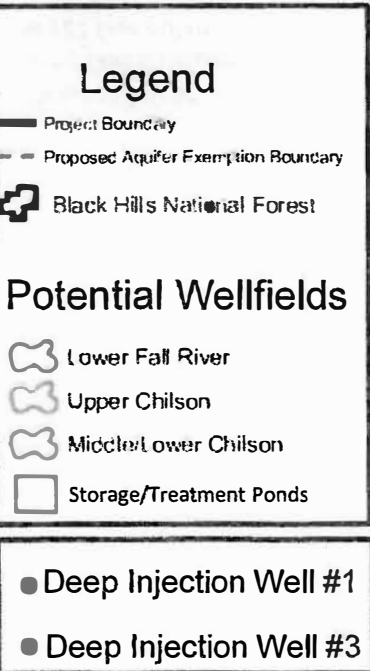 Legend
Project Boundary
Proposed Aquifer Exemption Boundary
Black Hills National Forest
Potential Wellfields
Lower Fall River
Upper Chilson
Middle/Lower Chilson
Storage/Treatment Ponds
Deep Injection Well #1
Deep Injection Well #3